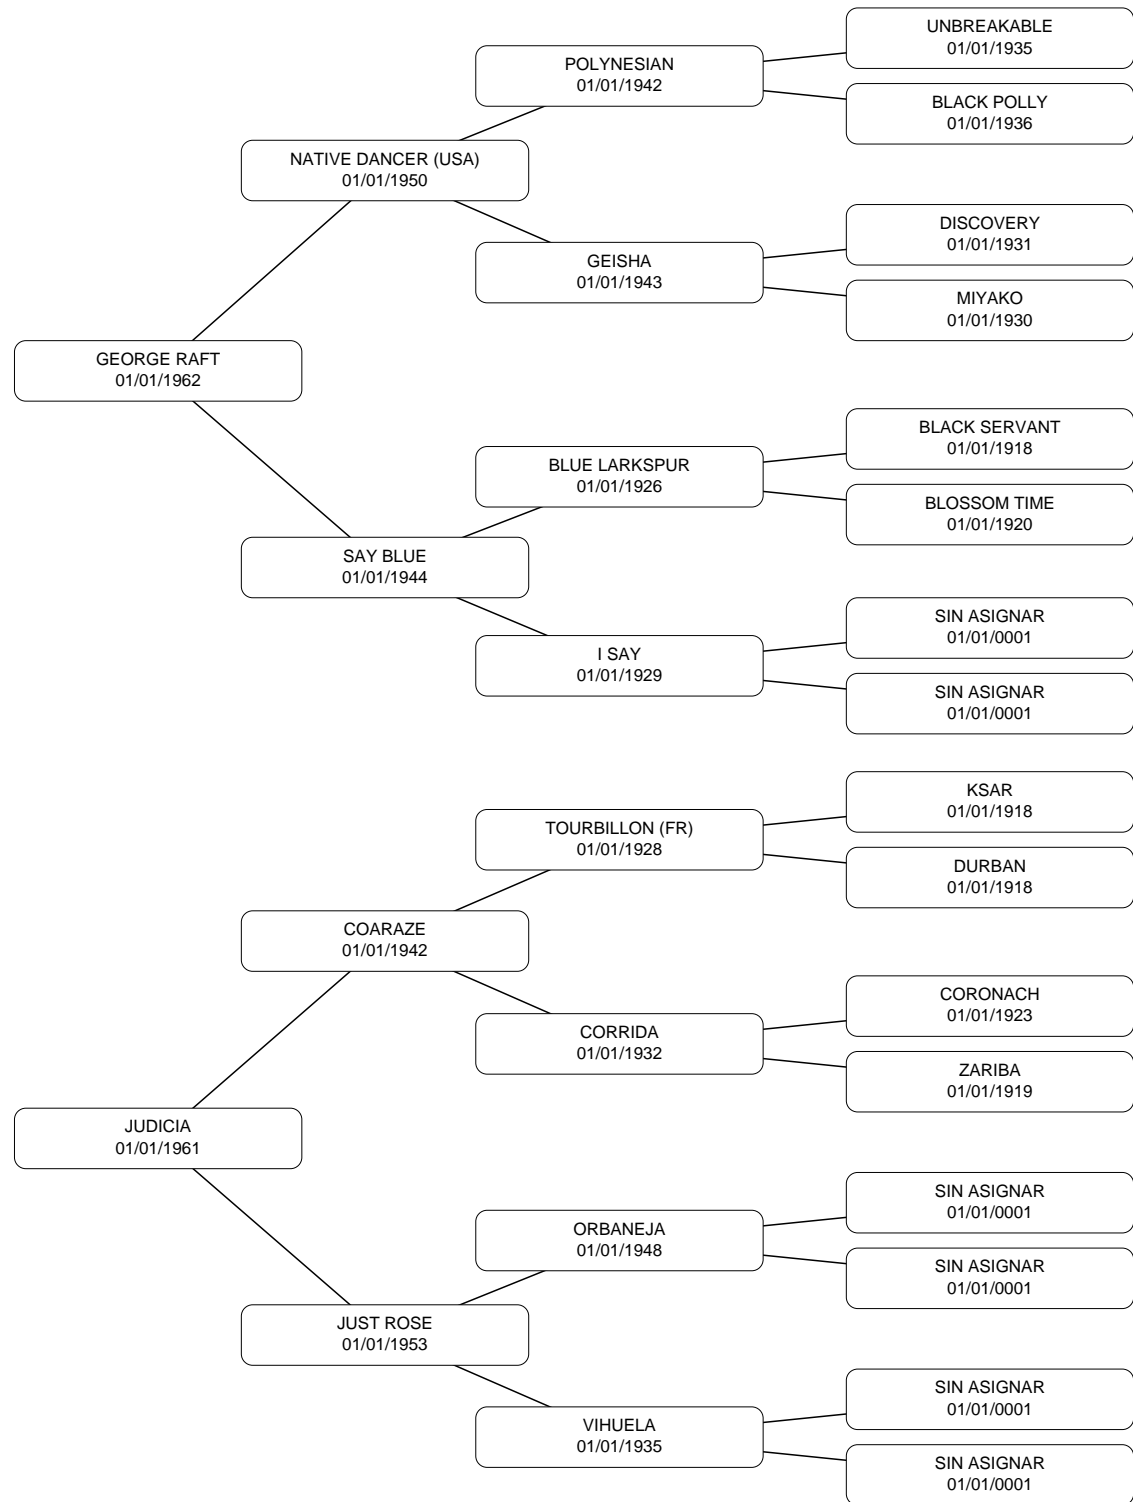 UNBREAKABLE
01/01/1935
POLYNESIAN
01/01/1942
BLACK POLLY
01/01/1936
NATIVE DANCER (USA)
01/01/1950
DISCOVERY
01/01/1931
GEISHA
01/01/1943
MIYAKO
01/01/1930
GEORGE RAFT
01/01/1962
BLACK SERVANT
01/01/1918
BLUE LARKSPUR
01/01/1926
BLOSSOM TIME
01/01/1920
SAY BLUE
01/01/1944
SIN ASIGNAR
01/01/0001
I SAY
01/01/1929
SIN ASIGNAR
01/01/0001
KSAR
01/01/1918
TOURBILLON (FR)
01/01/1928
DURBAN
01/01/1918
COARAZE
01/01/1942
CORONACH
01/01/1923
CORRIDA
01/01/1932
ZARIBA
01/01/1919
JUDICIA
01/01/1961
SIN ASIGNAR
01/01/0001
ORBANEJA
01/01/1948
SIN ASIGNAR
01/01/0001
JUST ROSE
01/01/1953
SIN ASIGNAR
01/01/0001
VIHUELA
01/01/1935
SIN ASIGNAR
01/01/0001